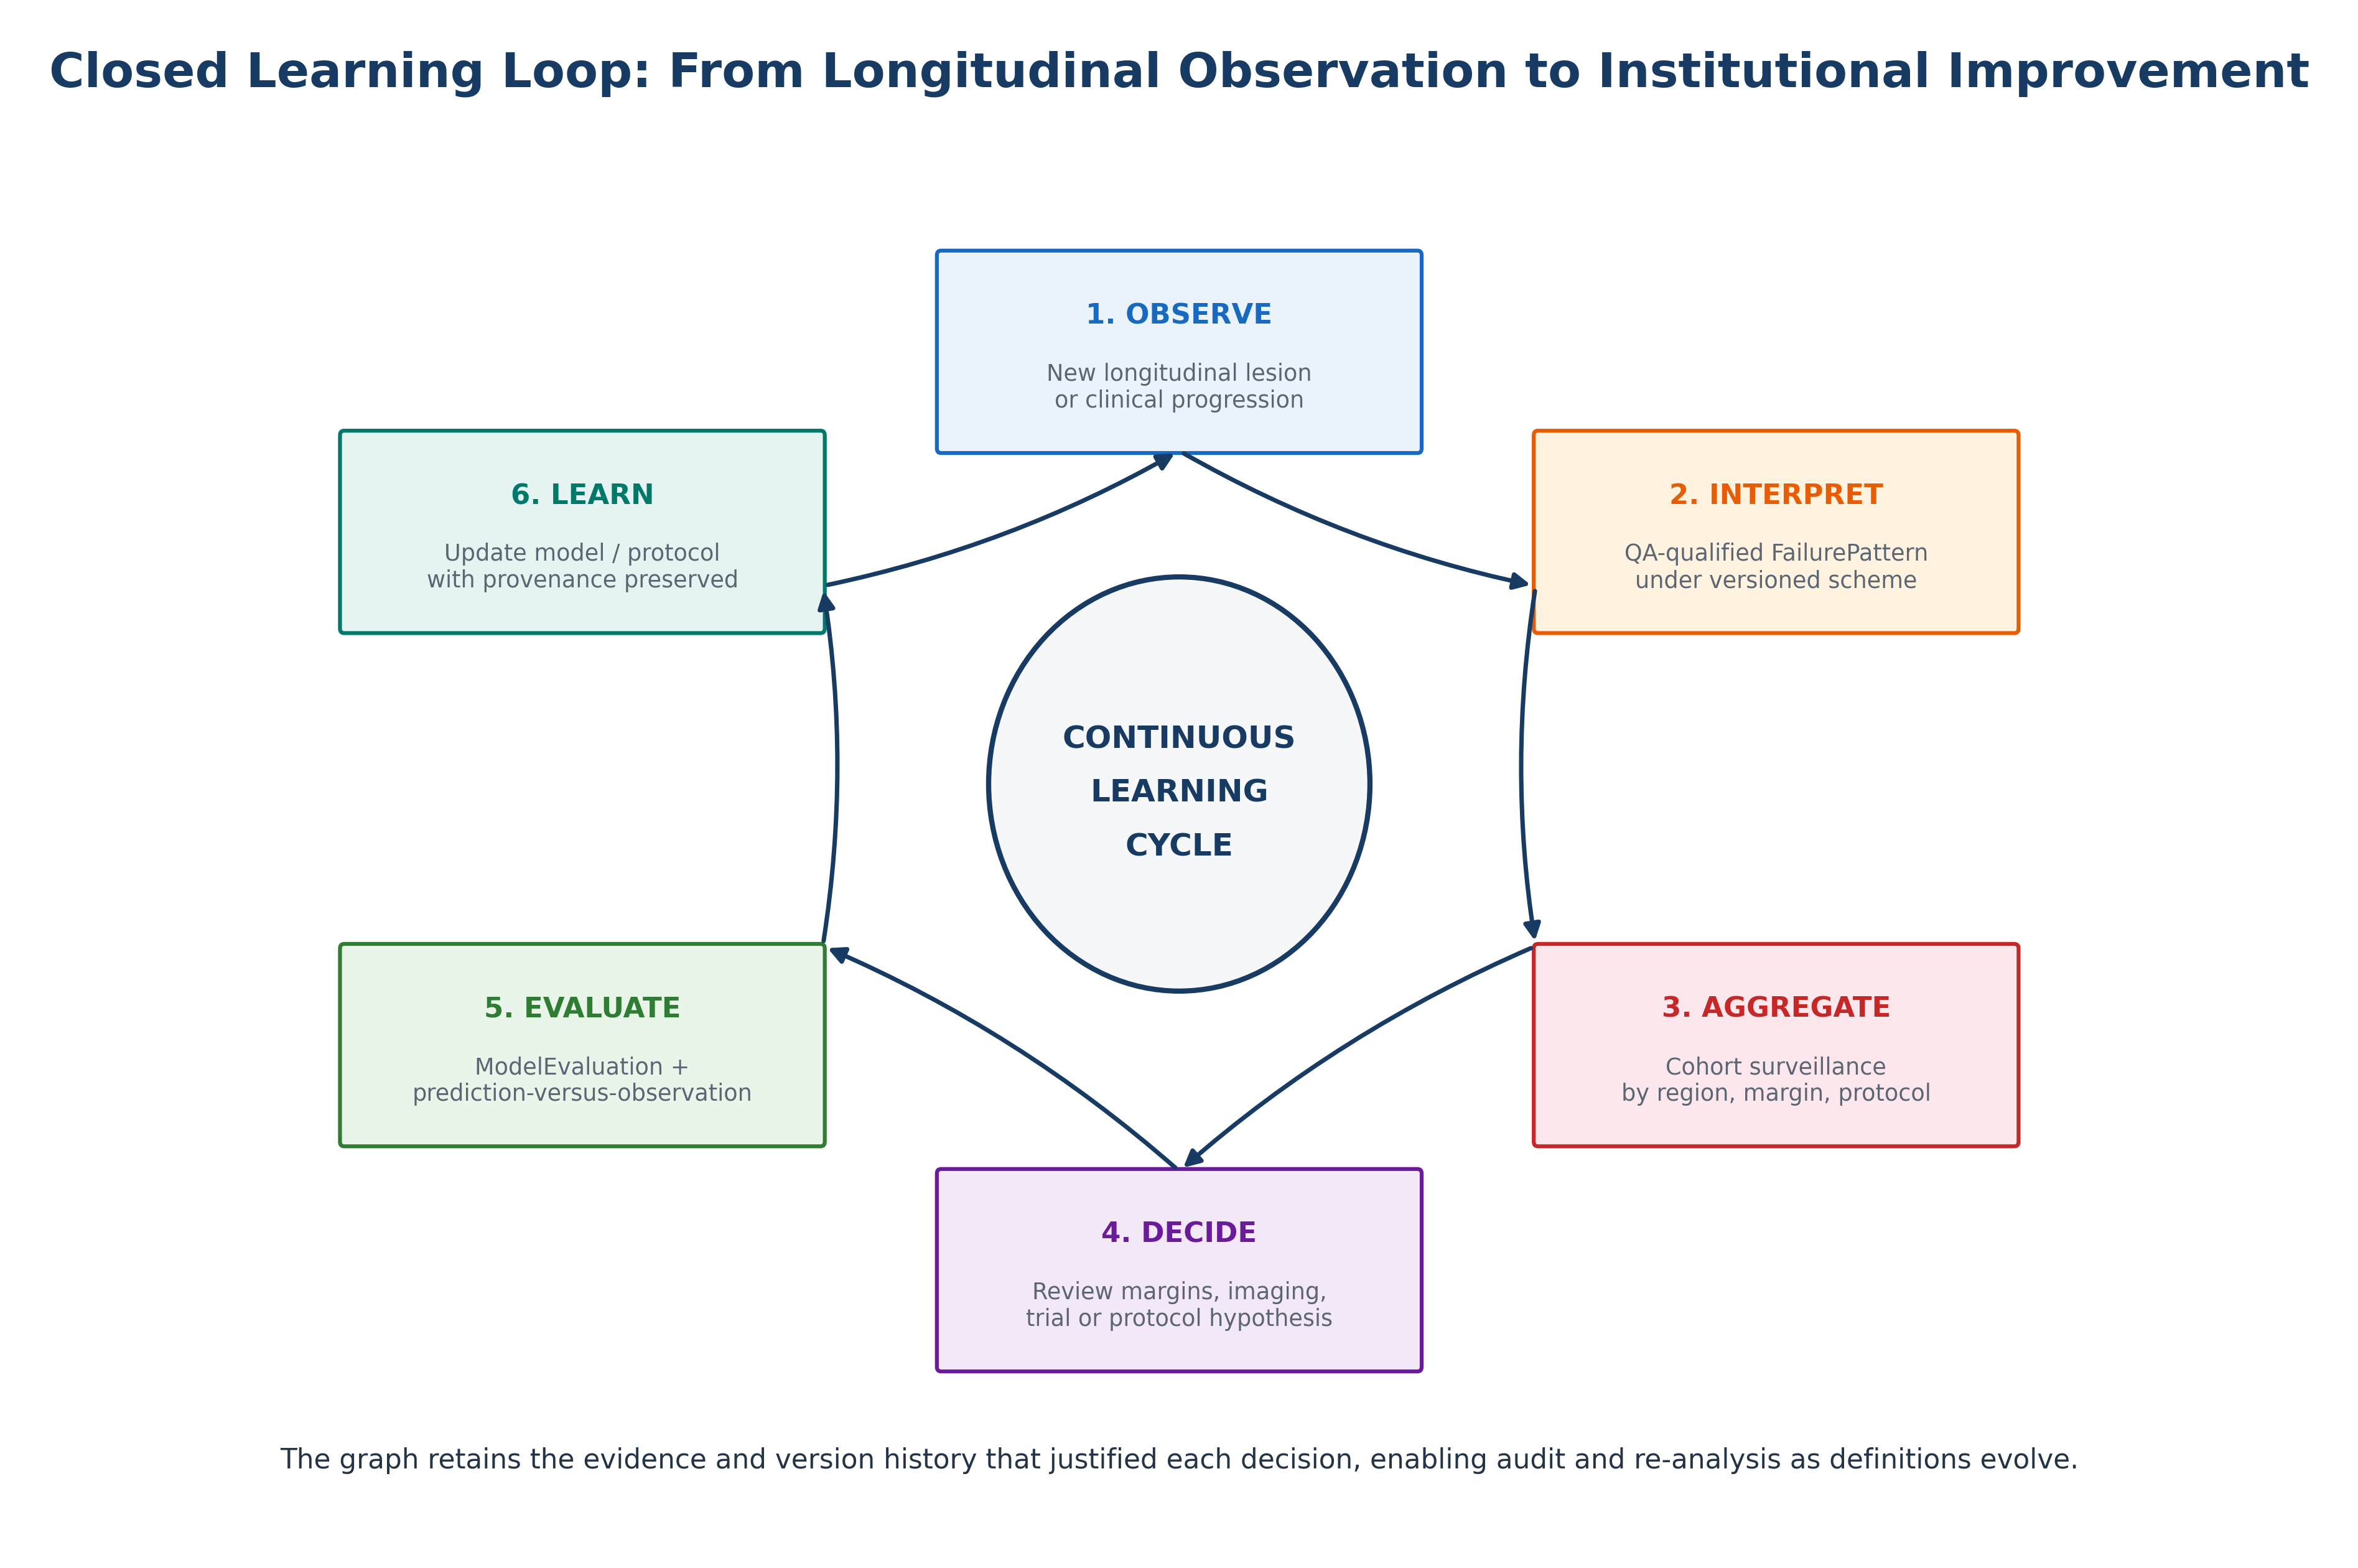 Closed Learning Loop: From Longitudinal Observation to Institutional Improvement
1. OBSERVE
New longitudinal lesion
or clinical progression
2. INTERPRET
QA-qualified FailurePattern
under versioned scheme
3. AGGREGATE
Cohort surveillance
by region, margin, protocol
4. DECIDE
Review margins, imaging,
trial or protocol hypothesis
5. EVALUATE
ModelEvaluation +
prediction-versus-observation
6. LEARN
Update model / protocol
with provenance preserved
CONTINUOUS
LEARNING
CYCLE
The graph retains the evidence and version history that justified each decision, enabling audit and re-analysis as definitions evolve.